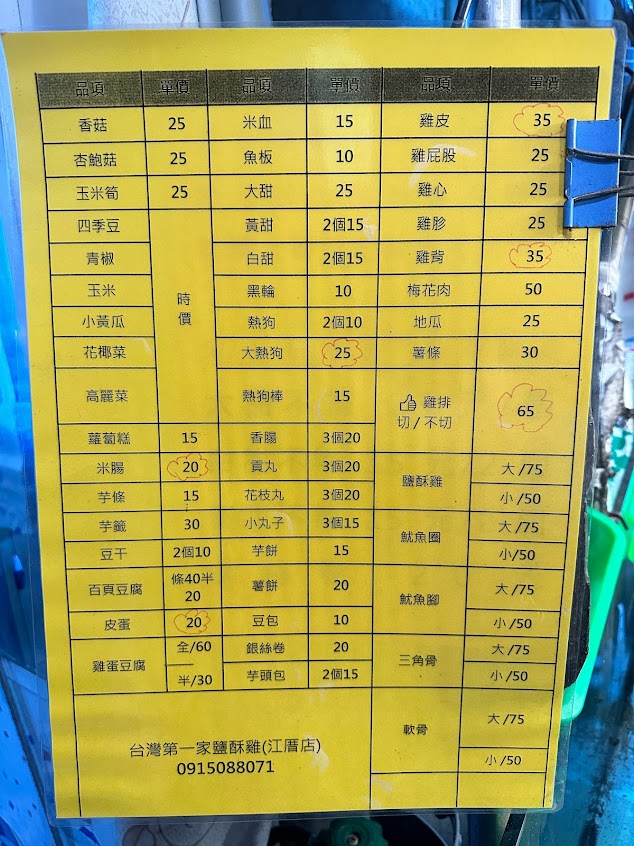 品項 單價 品項 單價 品項 單價
香菇 25 米血 15 雞皮 35
杏鮑菇 25 魚板 10 雞屁股 25
玉米筍 25 大甜 25 雞心 25
四季豆 時價 黃甜 2個15 雞胗 25
青椒 白甜 2個15 雞背 35
玉米 黑輪 10 梅花肉 50
小黃瓜 熱狗 2個10 地瓜 25
花椰菜 大熱狗 25 薯條 30
高麗菜 熱狗棒 15 雞排 切/不切 65
蘿蔔糕 15 香腸 3個20 鹽酥雞 大/75
米腸 20 貢丸 3個20 小/50
芋條 15 花枝丸 3個20 魷魚圈 大/75
芋籤 30 小丸子 3個15 小/50
豆干 2個10 芋餅 15 魷魚腳 大/75
百頁豆腐 條40半20 薯餅 20 小/50
皮蛋 20 豆包 10 三角骨 大/75
雞蛋豆腐 全/60 銀絲卷 20 小/50
半/30 芋頭包 2個15 軟骨 大/75
小/50
台灣第一家鹽酥雞(江厝店)
0915088071